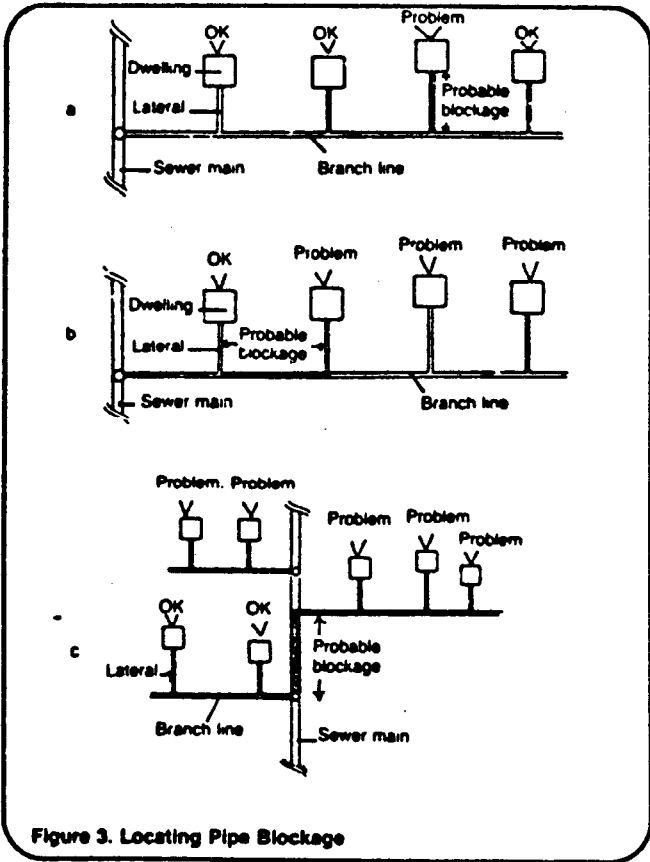 Problem
OK
OK
OK
Dwelling
Probable
blockage
a
Lateral
Sewer main
Branch line
OK
Problem
Problem
Problem
Dwelling
Probable
blockage
b
Lateral
Sewer main
Branch line
Problem. Problem
Problem
Problem
Problem
OK
OK
Probable
blockage
c
Lateral
Branch line
Sewer main
Figure 3. Locating Pipe Blockage